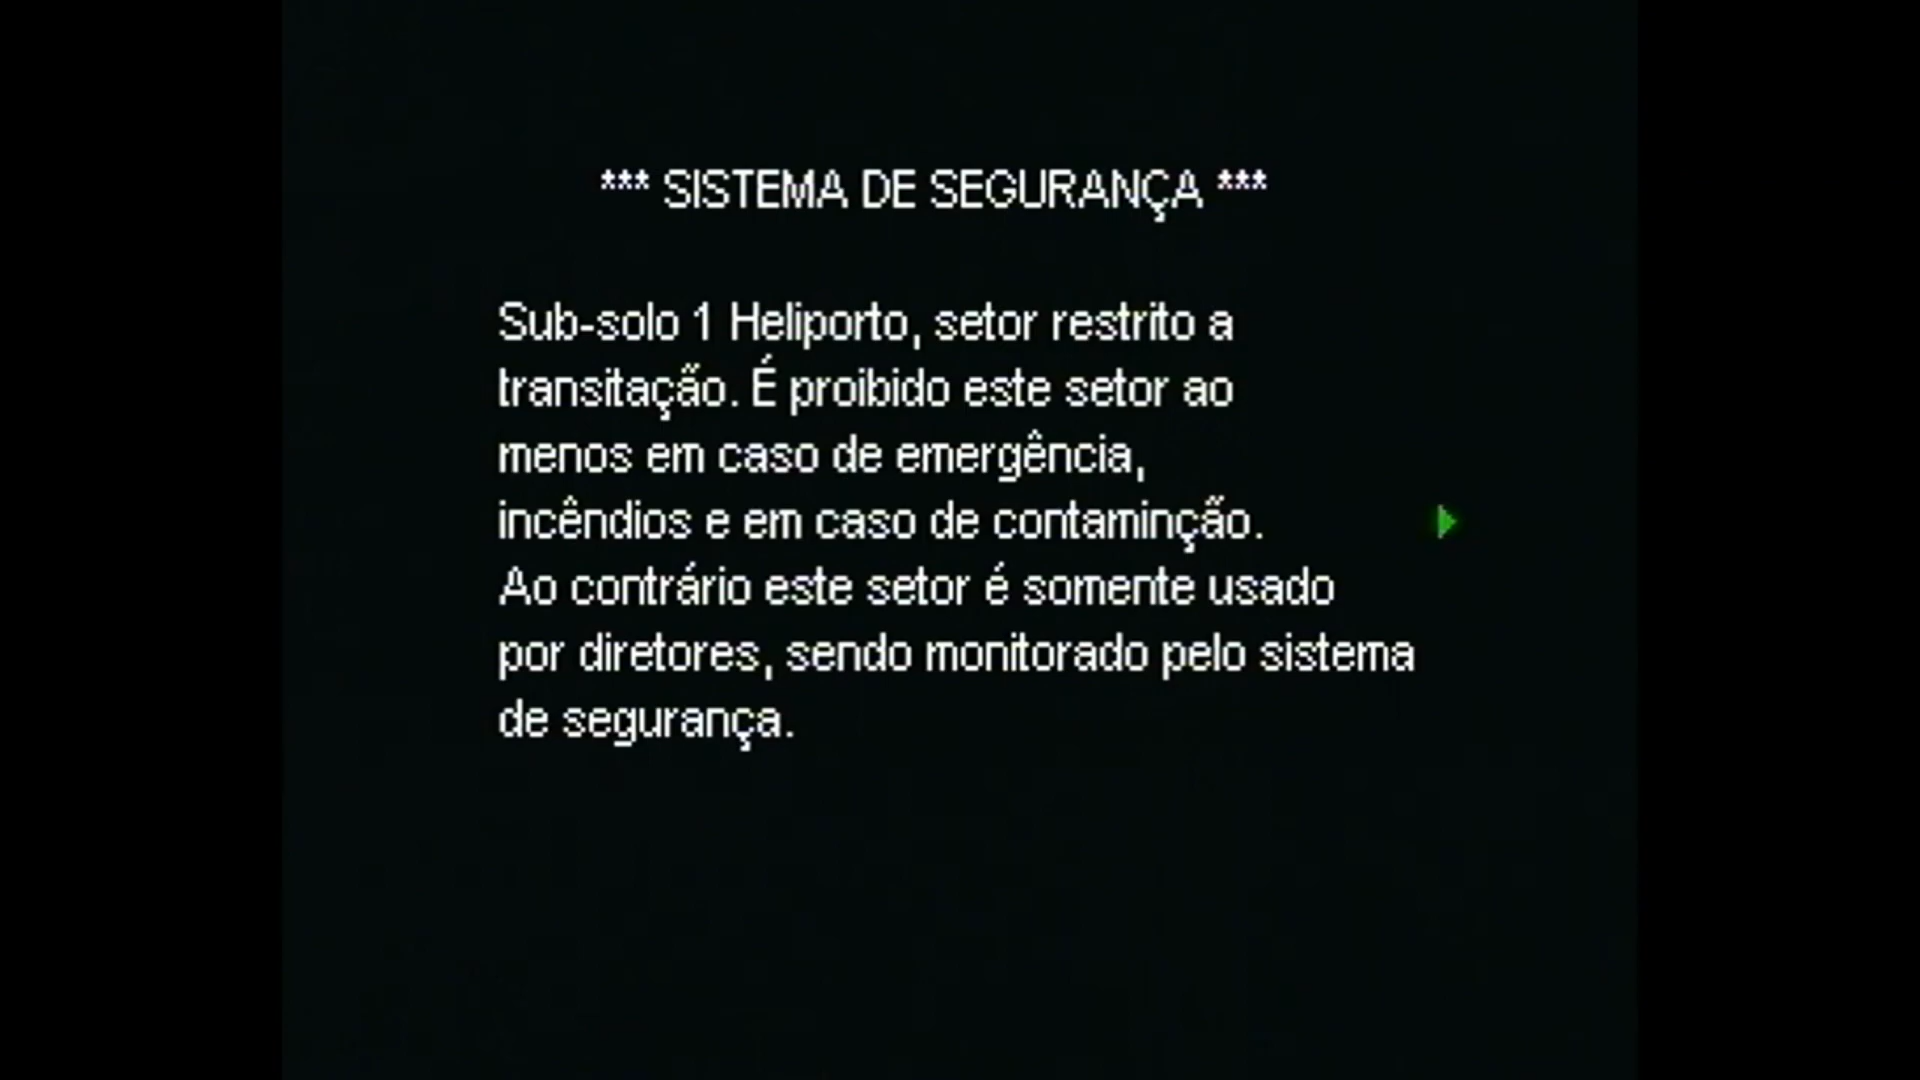 *** SISTEMA DE SEGURANÇA ***
Sub-solo 1 Heliporto, setor restrito a
transitação. É proibido este setor ao
menos em caso de emergência,
incêndios e em caso de contaminção.
Ao contrário este setor é somente usado
por diretores, sendo monitorado pelo sistema
de segurança.